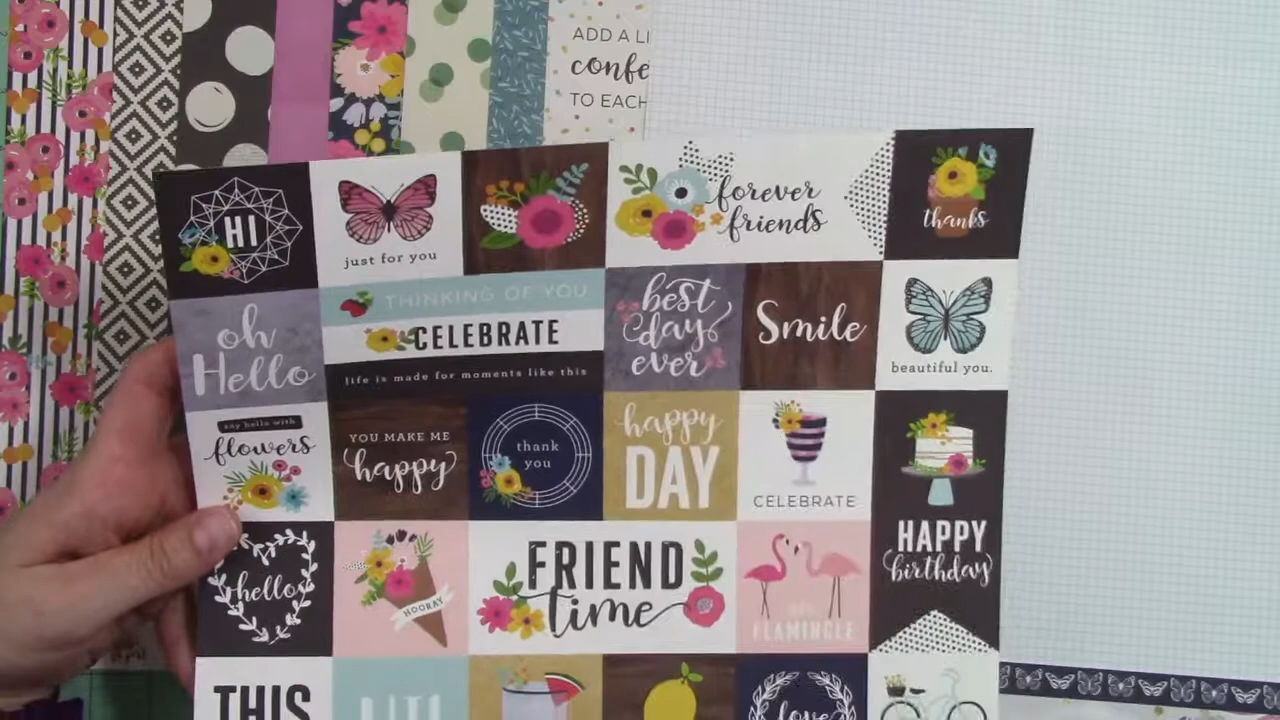 ADD A LI
confe
TO EACH
HI
just for you
forever
friends
thanks
oh
Hello
THINKING OF YOU
CELEBRATE
life is made for moments like this
best
day
ever
Smile
beautiful you.
say hello with
flowers
YOU MAKE ME
happy
thank
you
happy
DAY
CELEBRATE
HAPPY
birthday
hello
HOORAY
FRIEND
time
FLAMINGLE
THIS
love